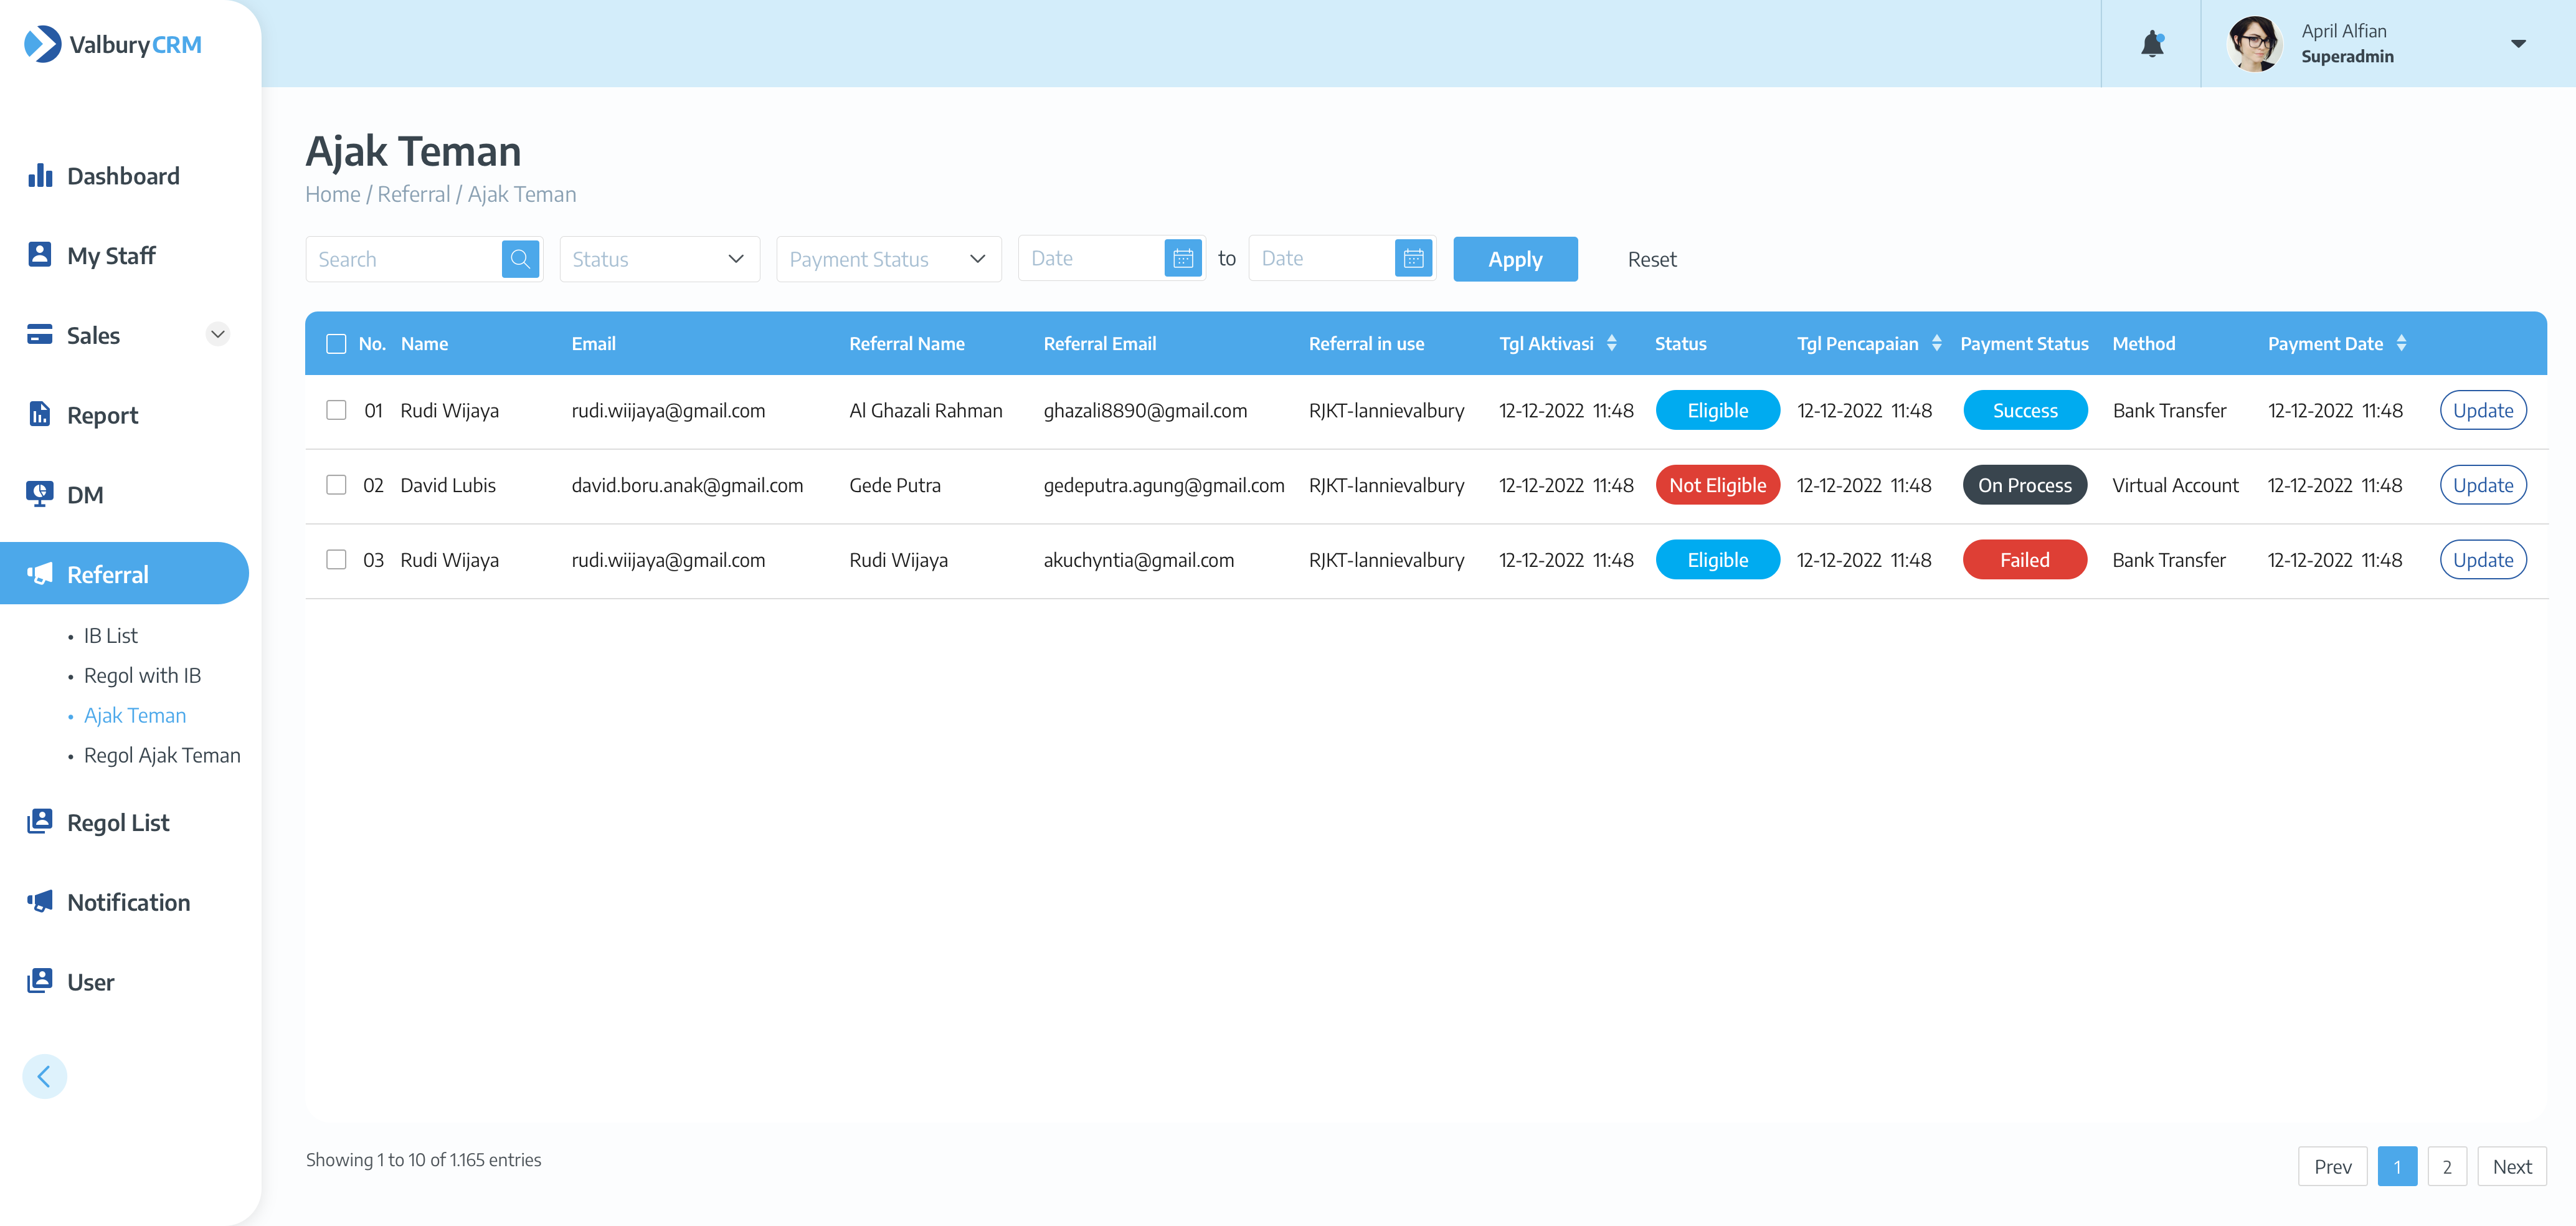 ValburyCRM
April Alfian
Superadmin
Dashboard
My Staff
Sales
Report
DM
Referral
IB List
Regol with IB
Ajak Teman
Regol Ajak Teman
Regol List
Notification
User
Ajak Teman
Home / Referral / Ajak Teman
Search Status Payment Status Date to Date Apply Reset
No. Name Email Referral Name Referral Email Referral in use Tgl Aktivasi Status Tgl Pencapaian Payment Status Method Payment Date
01 Rudi Wijaya rudi.wiijaya@gmail.com Al Ghazali Rahman ghazali8890@gmail.com RJKT-lannievalbury 12-12-2022 11:48 Eligible 12-12-2022 11:48 Success Bank Transfer 12-12-2022 11:48 Update
02 David Lubis david.boru.anak@gmail.com Gede Putra gedeputra.agung@gmail.com RJKT-lannievalbury 12-12-2022 11:48 Not Eligible 12-12-2022 11:48 On Process Virtual Account 12-12-2022 11:48 Update
03 Rudi Wijaya rudi.wiijaya@gmail.com Rudi Wijaya akuchyntia@gmail.com RJKT-lannievalbury 12-12-2022 11:48 Eligible 12-12-2022 11:48 Failed Bank Transfer 12-12-2022 11:48 Update
Showing 1 to 10 of 1.165 entries
Prev 1 2 Next